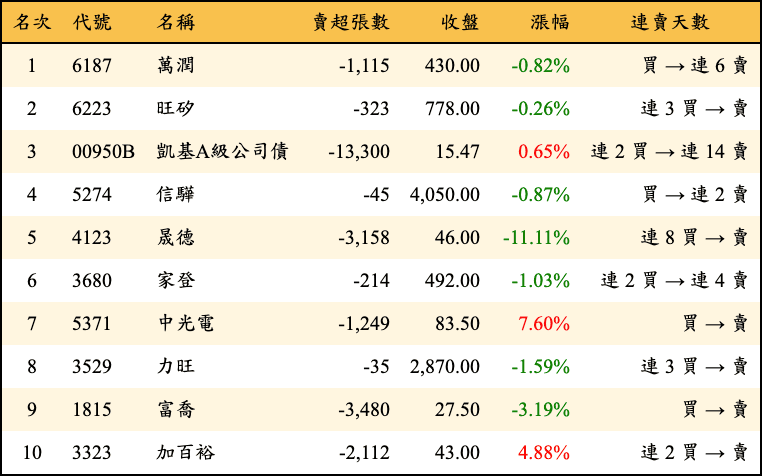 名次 代號 名稱 賣超張數 收盤 漲幅 連賣天數
1 6187 萬潤 -1,115 430.00 -0.82% 買 → 連 6 賣
2 6223 旺矽 -323 778.00 -0.26% 連 3 買 → 賣
3 00950B 凱基A級公司債 -13,300 15.47 0.65% 連 2 買 → 連 14 賣
4 5274 信驊 -45 4,050.00 -0.87% 買 → 連 2 賣
5 4123 晟德 -3,158 46.00 -11.11% 連 8 買 → 賣
6 3680 家登 -214 492.00 -1.03% 連 2 買 → 連 4 賣
7 5371 中光電 -1,249 83.50 7.60% 買 → 賣
8 3529 力旺 -35 2,870.00 -1.59% 連 3 買 → 賣
9 1815 富喬 -3,480 27.50 -3.19% 買 → 賣
10 3323 加百裕 -2,112 43.00 4.88% 連 2 買 → 賣